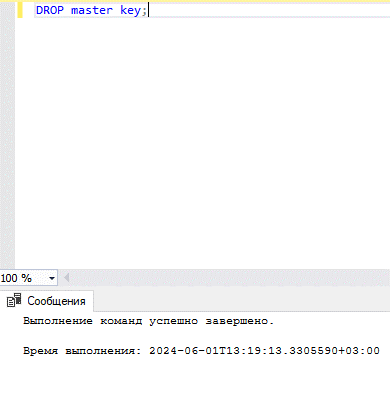 DROP master key;
100 %
Сообщения
Выполнение команд успешно завершено.
Время выполнения: 2024-06-01T13:19:13.3305590+03:00